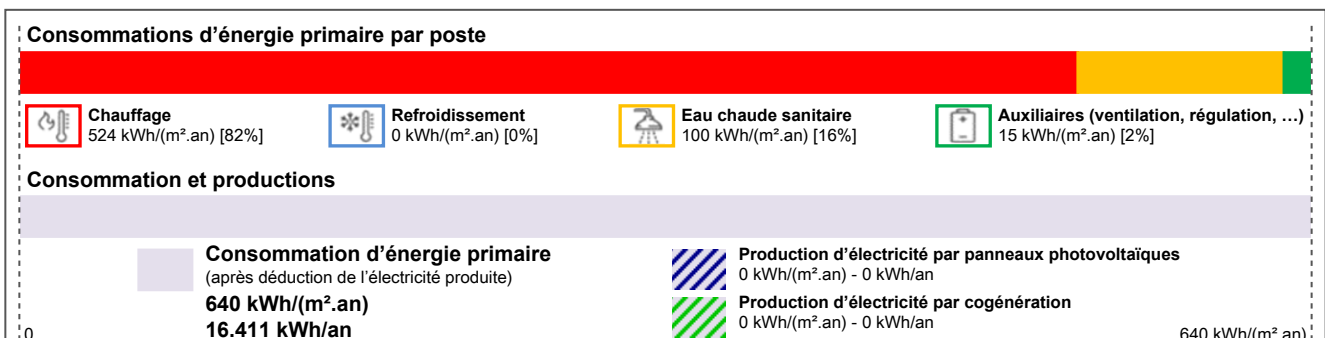 Consommations d’énergie primaire par poste
Chauffage
524 kWh/(m².an) [82%]
Refroidissement
0 kWh/(m².an) [0%]
Eau chaude sanitaire
100 kWh/(m².an) [16%]
Auxiliaires (ventilation, régulation, …)
15 kWh/(m².an) [2%]
Consommation et productions
Consommation d’énergie primaire
(après déduction de l’électricité produite)
640 kWh/(m².an)
16.411 kWh/an
Production d’électricité par panneaux photovoltaïques
0 kWh/(m².an) - 0 kWh/an
Production d’électricité par cogénération
0 kWh/(m².an) - 0 kWh/an
0
640 kWh/(m².an)